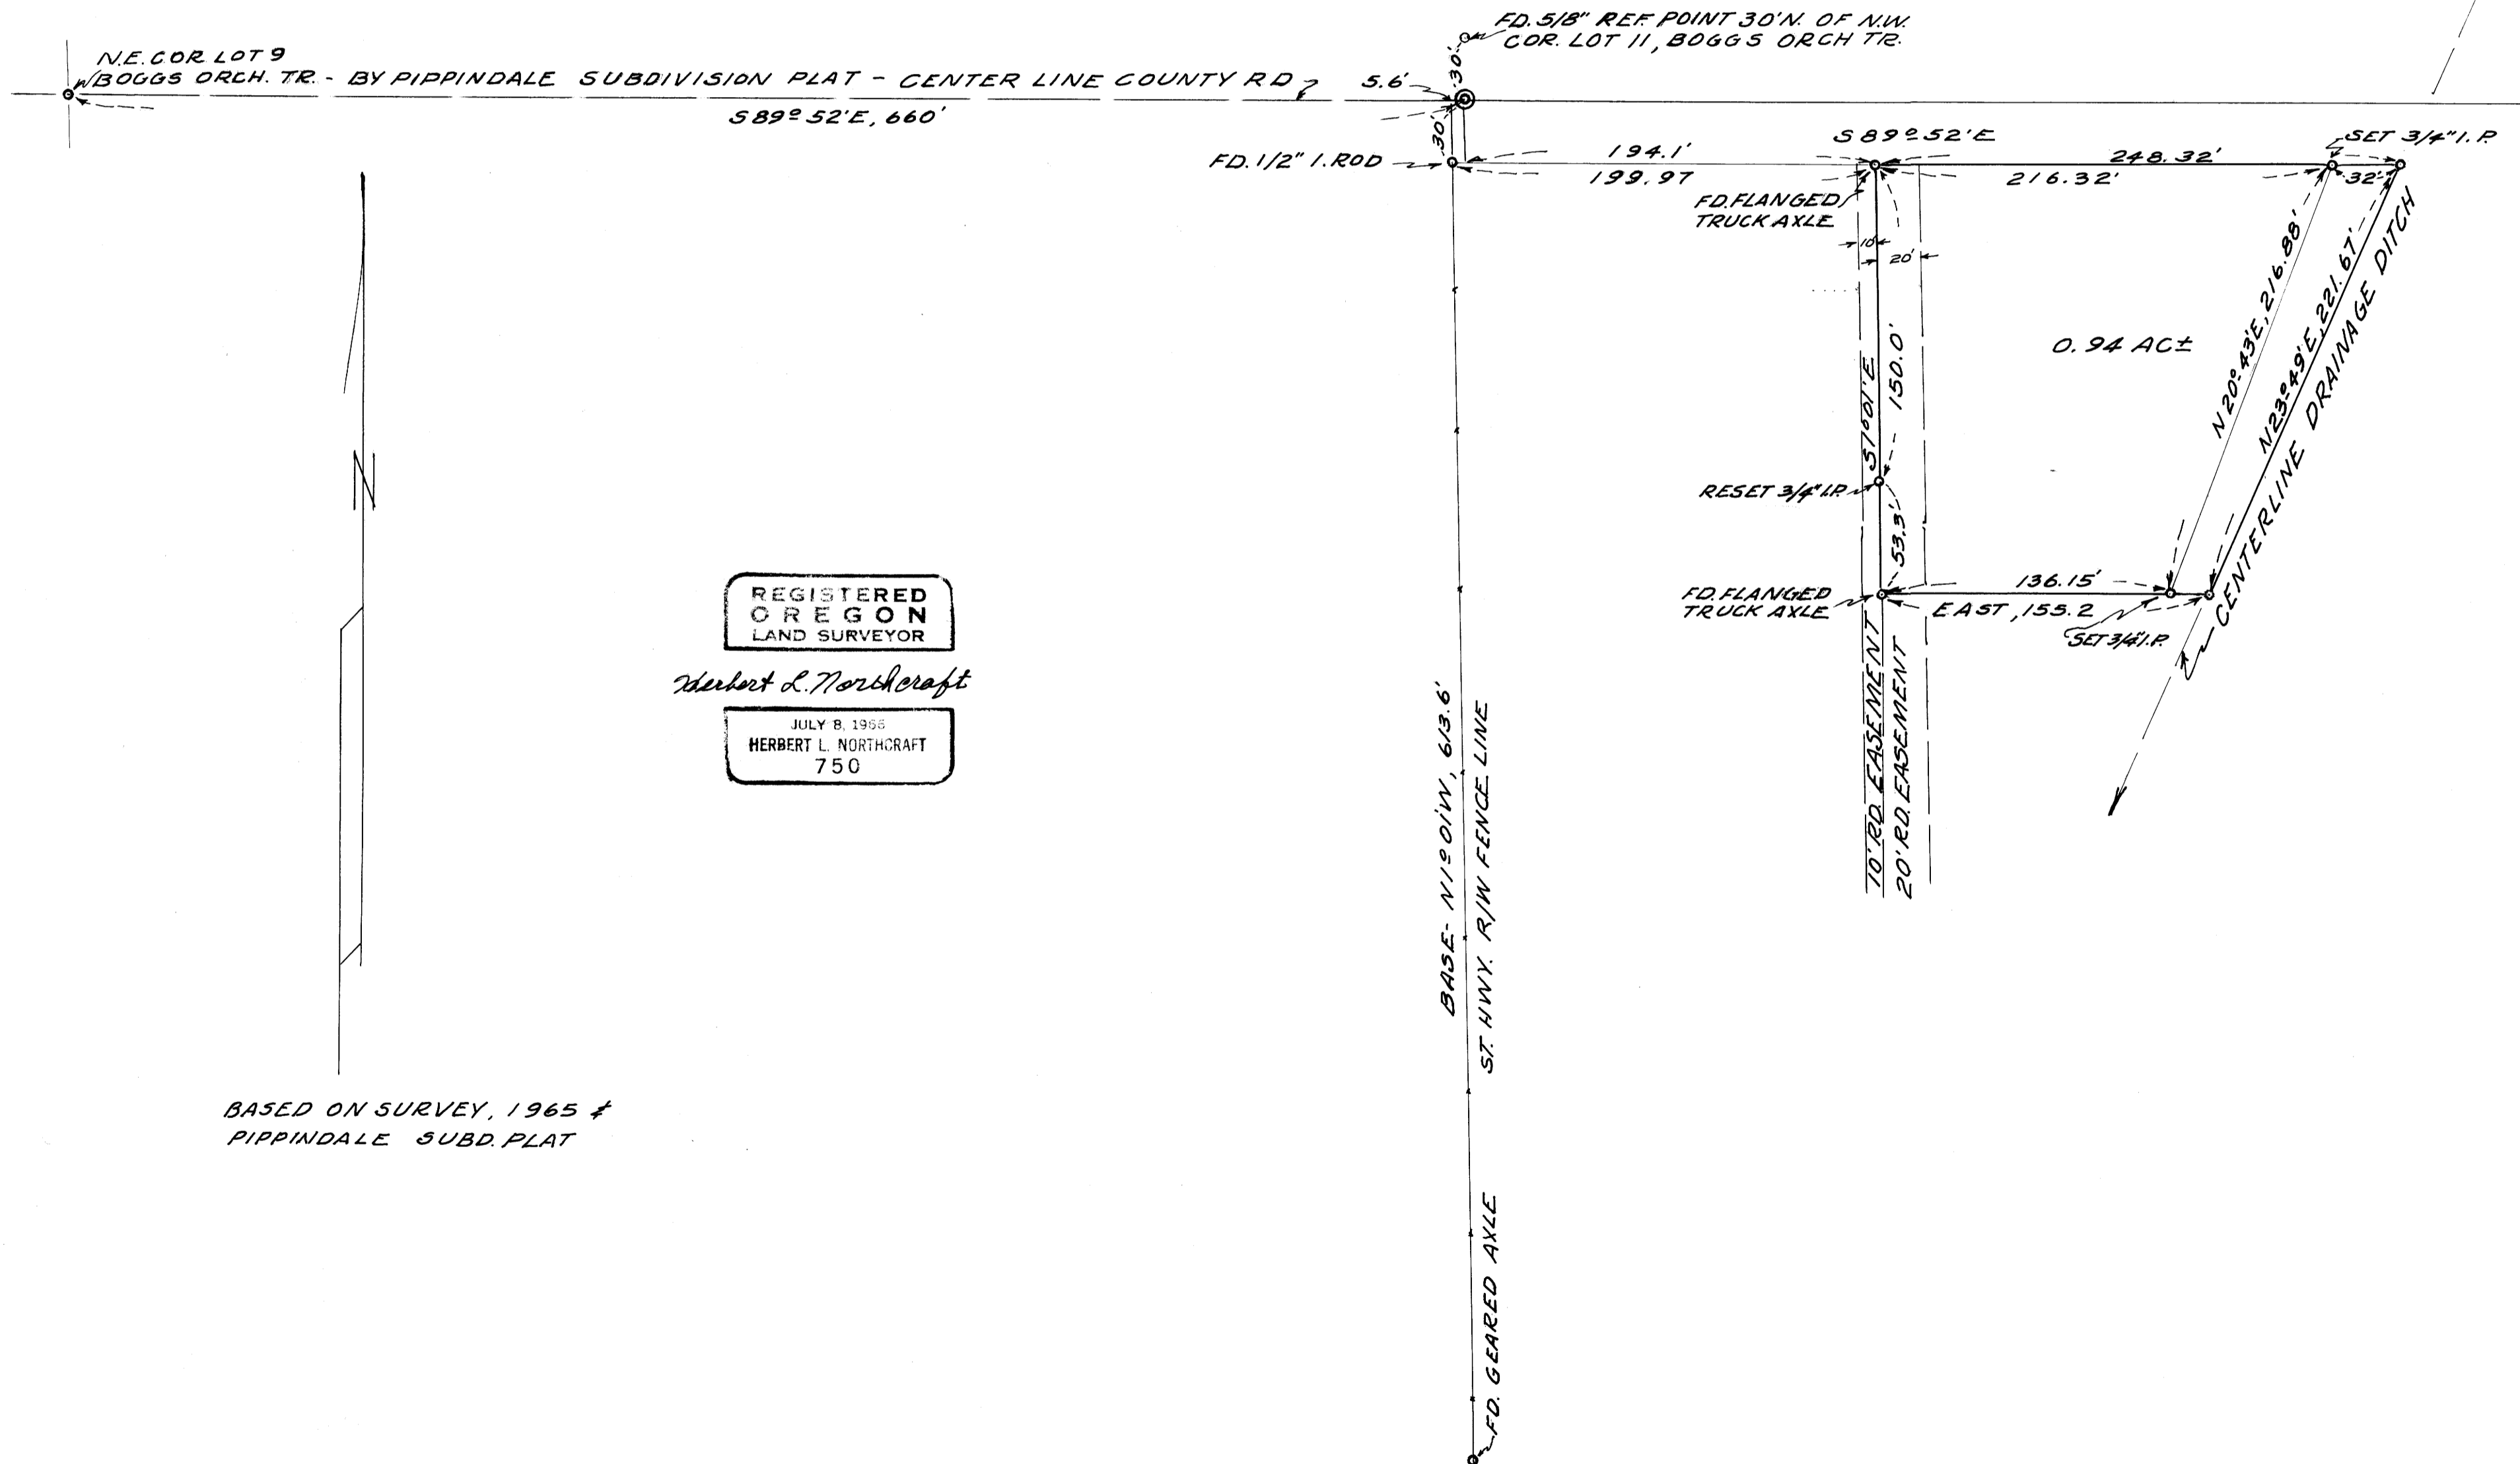 FD. 5/8" REF. POINT 30' N. OF N.W.
COR. LOT 11, BOGGS ORCH TR.
N.E. COR LOT 9
BOGGS ORCH. TR. - BY PIPPINDALE SUBDIVISION PLAT - CENTER LINE COUNTY RD
5.6'
30'
S 89º 52' E, 660'
30'
FD. 1/2" I. ROD
194.1'
199.97
S 89º 52' E
SET 3/4" I.P.
248.32'
216.32'
32'
FD. FLANGED
TRUCK AXLE
10'
20'
S 1º 01' E
150.0'
0.94 AC±
N 20º 43' E, 216.88'
N 23º 49' E, 221.67'
CENTERLINE DRAINAGE DITCH
N
RESET 3/4" I.P.
53.3'
FD. FLANGED
TRUCK AXLE
136.15'
EAST, 155.2
SET 3/4" I.P.
10' RD. EASEMENT
20' RD. EASEMENT
REGISTERED
OREGON
LAND SURVEYOR
Herbert L. Northcraft
JULY 8, 1966
HERBERT L. NORTHCRAFT
750
BASE - N 1º 01' W, 613.6'
ST. HWY. R/W FENCE LINE
FD. GEARED AXLE
BASED ON SURVEY, 1965 &
PIPPINDALE SUBD. PLAT